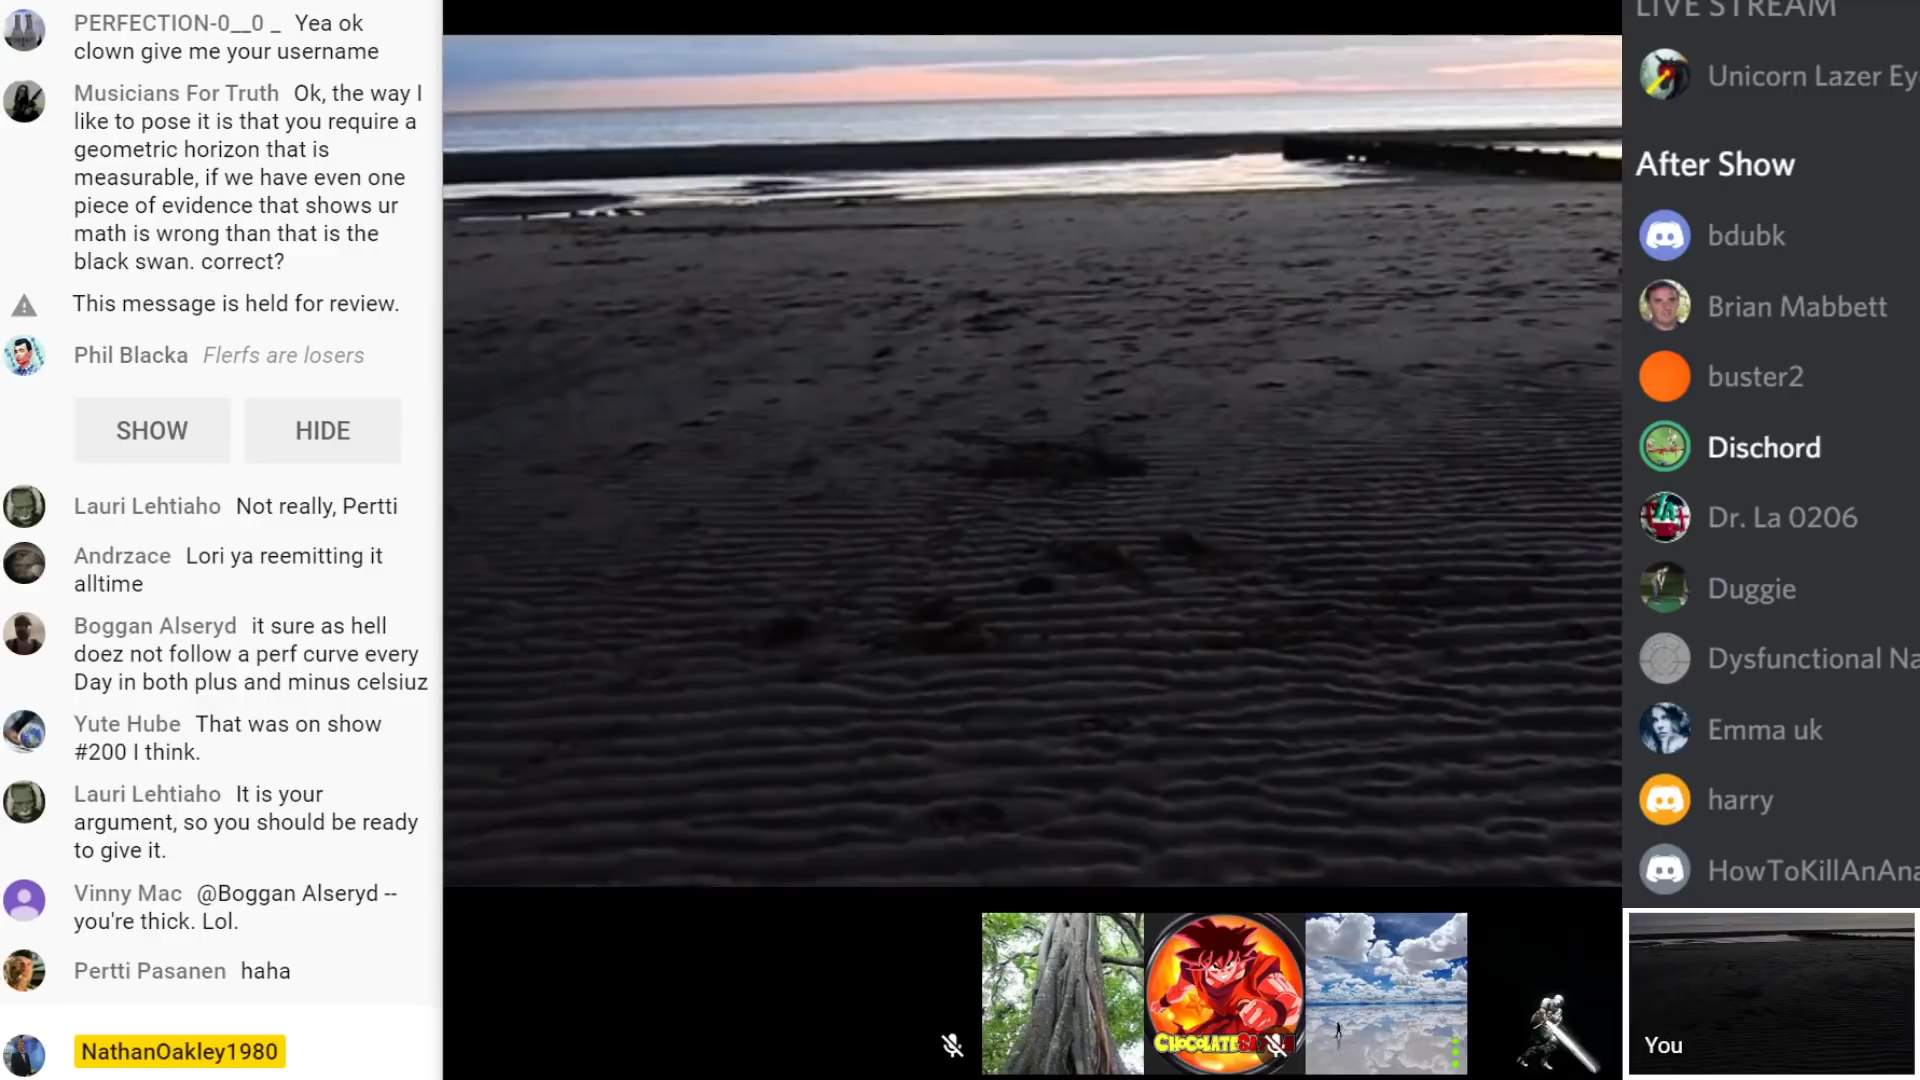 PERFECTION-0__0 _ Yea ok
clown give me your username
Musicians For Truth Ok, the way I
like to pose it is that you require a
geometric horizon that is
measurable, if we have even one
piece of evidence that shows ur
math is wrong than that is the
black swan. correct?
This message is held for review.
Phil Blacka Flerfs are losers
SHOW HIDE
Lauri Lehtiaho Not really, Pertti
Andrzace Lori ya reemitting it
alltime
Boggan Alseryd it sure as hell
doez not follow a perf curve every
Day in both plus and minus celsiuz
Yute Hube That was on show
#200 I think.
Lauri Lehtiaho It is your
argument, so you should be ready
to give it.
Vinny Mac @Boggan Alseryd --
you're thick. Lol.
Pertti Pasanen haha
NathanOakley1980
CHOCOLATE
LIVE STREAM
Unicorn Lazer Ey
After Show
bdubk
Brian Mabbett
buster2
Dischord
Dr. La 0206
Duggie
Dysfunctional Na
Emma uk
harry
HowToKillAnAna
You